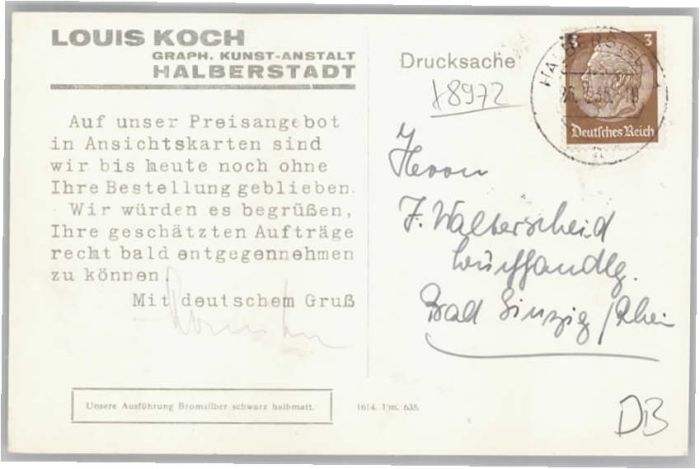 LOUIS KOCH
GRAPH. KUNST-ANSTALT
HALBERSTADT
Auf unser Preisangebot
in Ansichtskarten sind
wir bis heute noch ohne
Ihre Bestellung geblieben.
Wir würden es begrüßen,
Ihre geschätzten Aufträge
recht bald entgegennehmen
zu können!
Mit deutschem Gruß
Unsere Ausführung Bromsilber schwarz halbmatt.
1614. I/m. 635.
Drucksache
18972
3
Deutsches Reich
Herrn
J. Walterscheid
Buchhandlg.
Bad Sinzig/Rhein
DB